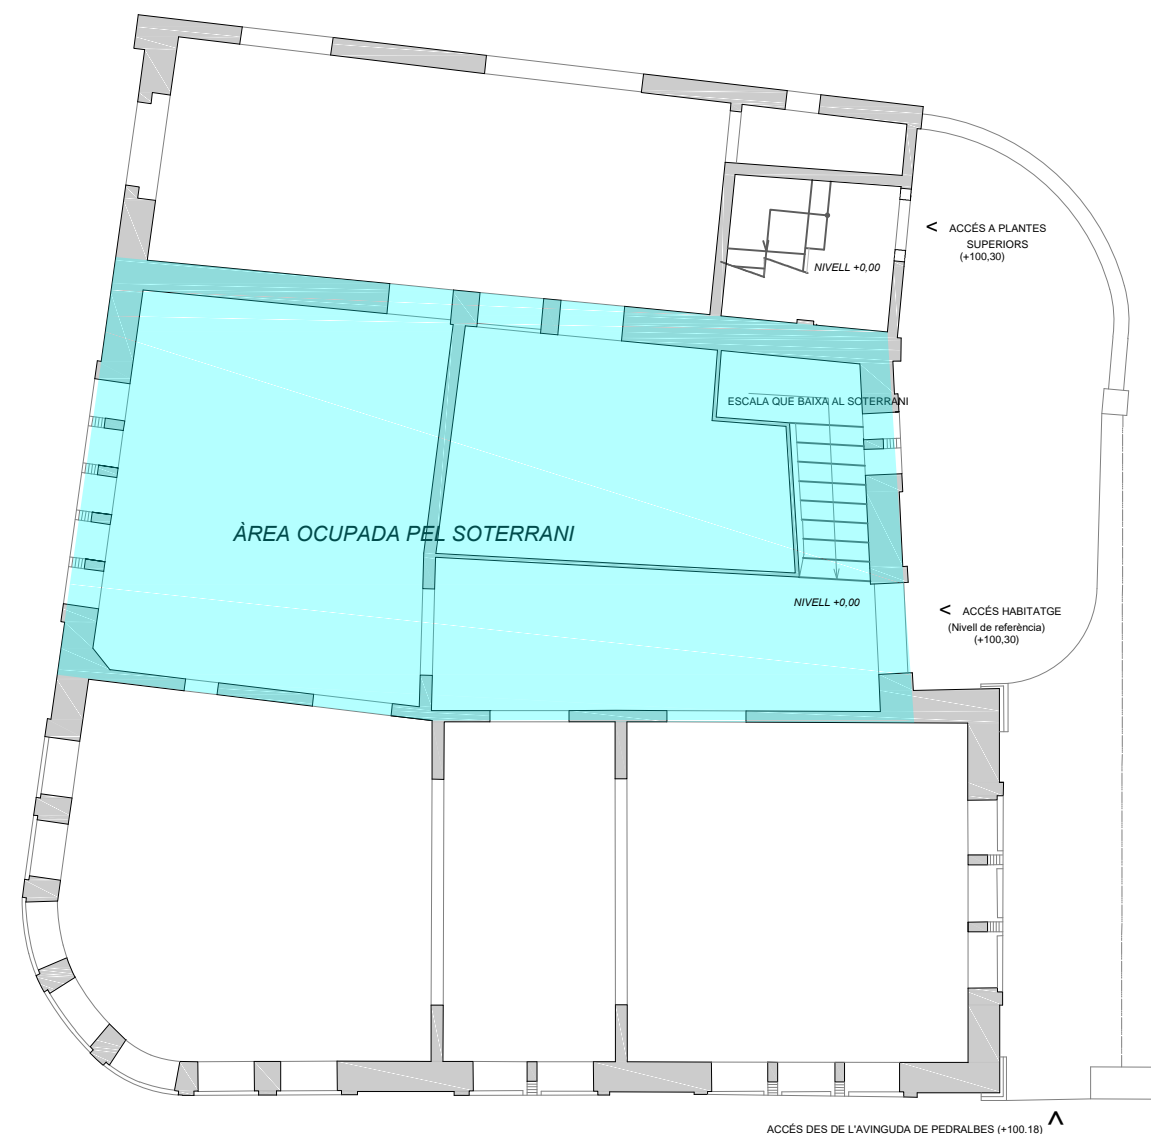 ACCÉS A PLANTES
SUPERIORS
(+100,30)
NIVELL +0,00
ESCALA QUE BAIXA AL SOTERRANI
ÀREA OCUPADA PEL SOTERRANI
NIVELL +0,00
ACCÉS HABITATGE
(Nivell de referència)
(+100,30)
ACCÉS DES DE L'AVINGUDA DE PEDRALBES (+100.18)